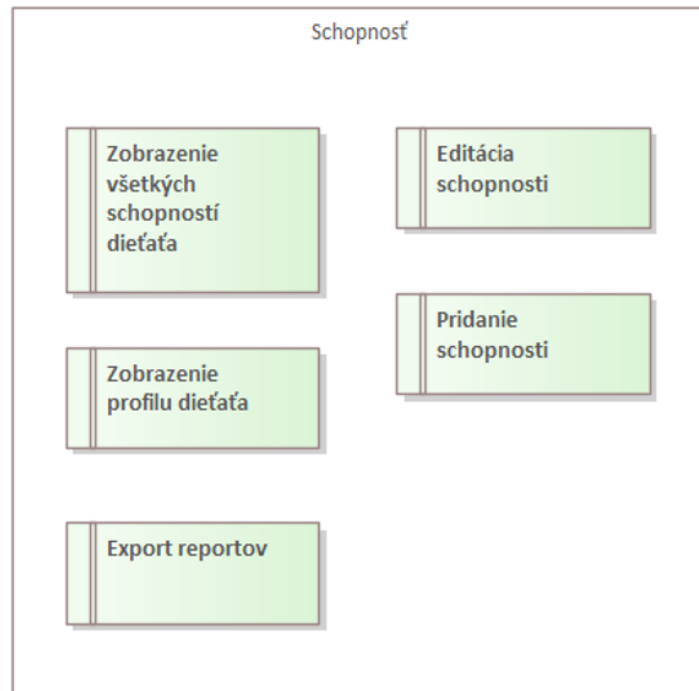 Schopnosť
Zobrazenie
všetkých
schopností
dieťaťa
Zobrazenie
profilu dieťaťa
Export reportov
Editácia
schopnosti
Pridanie
schopnosti